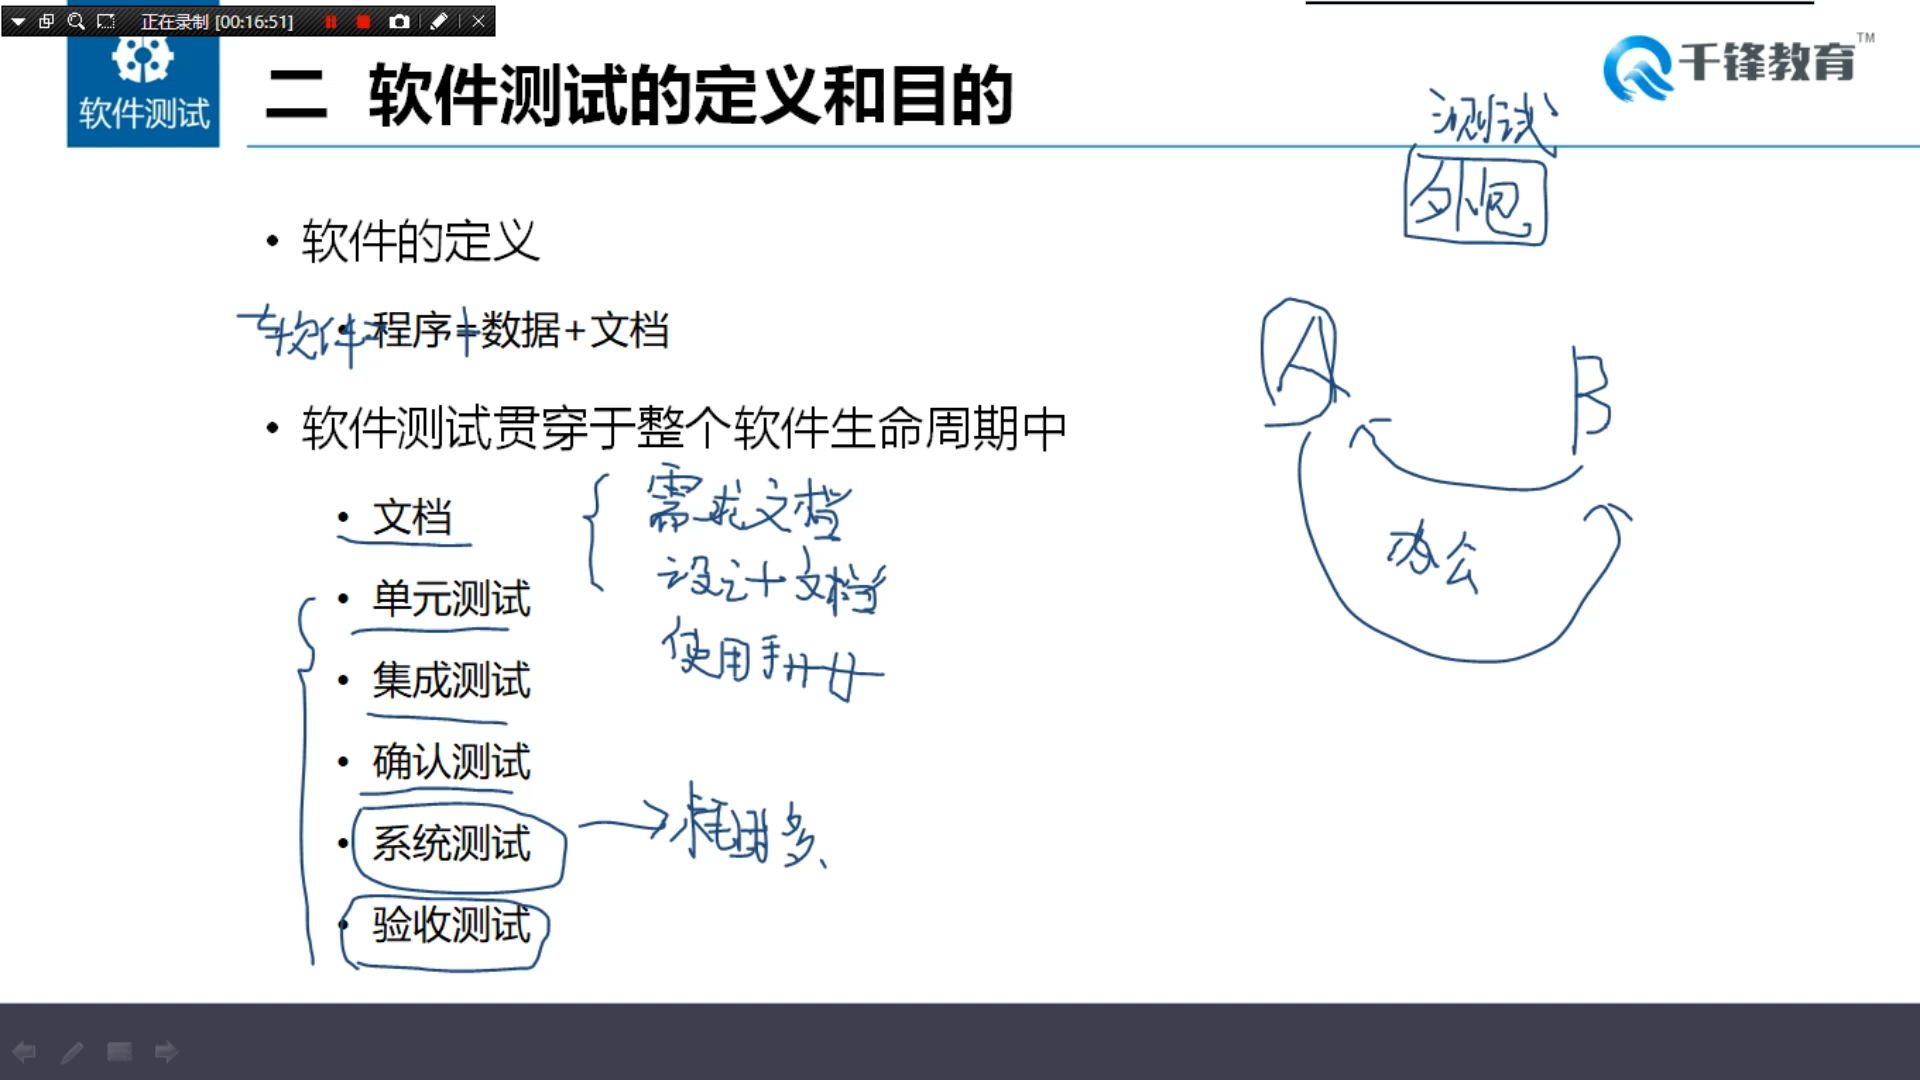 正在录制 [00:16:51]
软件测试
二 软件测试的定义和目的
千锋教育TM
测试
外包
• 软件的定义
软件=
• 程序=数据+文档
• 软件测试贯穿于整个软件生命周期中
• 文档
• 单元测试
• 集成测试
• 确认测试
• 系统测试
• 验收测试
需求文档
设计文档
使用手册
耗时多
A
B
办公